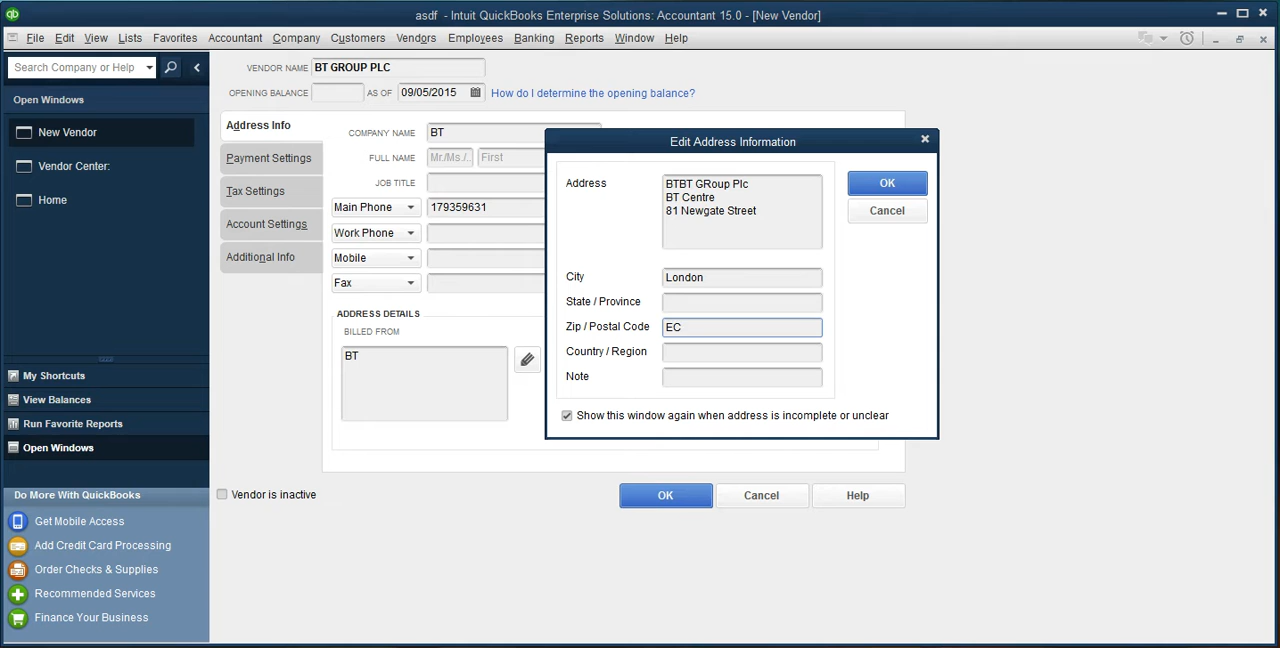 asdf - Intuit QuickBooks Enterprise Solutions: Accountant 15.0 - [New Vendor]
File Edit View Lists Favorites Accountant Company Customers Vendors Employees Banking Reports Window Help
Search Company or Help
Open Windows
New Vendor
Vendor Center:
Home
My Shortcuts
View Balances
Run Favorite Reports
Open Windows
Do More With QuickBooks
Get Mobile Access
Add Credit Card Processing
Order Checks & Supplies
Recommended Services
Finance Your Business
VENDOR NAME BT GROUP PLC
OPENING BALANCE AS OF 09/05/2015 How do I determine the opening balance?
Address Info
Payment Settings
Tax Settings
Account Settings
Additional Info
COMPANY NAME BT
FULL NAME Mr./Ms./.. First
JOB TITLE
Main Phone 179359631
Work Phone
Mobile
Fax
ADDRESS DETAILS
BILLED FROM
BT
Vendor is inactive
OK Cancel Help
Edit Address Information
Address BTBT GRoup Plc
BT Centre
81 Newgate Street
City London
State / Province
Zip / Postal Code EC
Country / Region
Note
Show this window again when address is incomplete or unclear
OK
Cancel